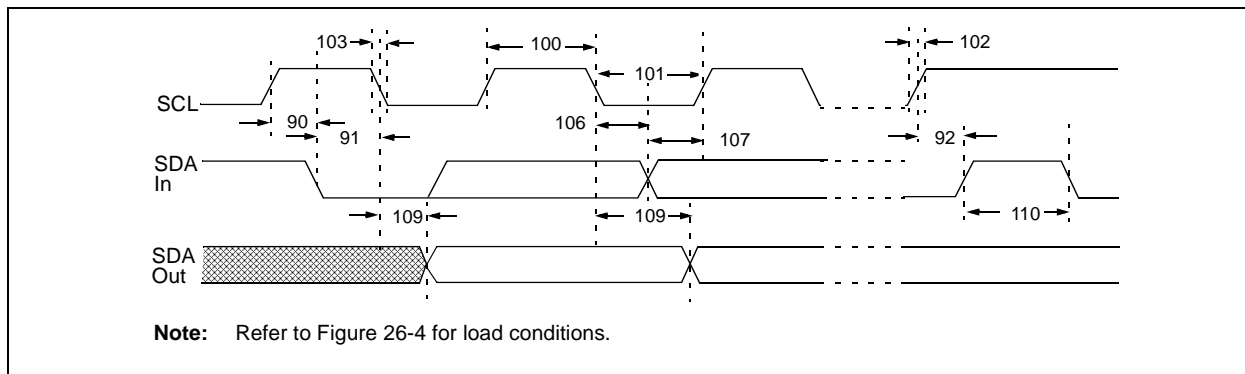 103
100
101
102
SCL
90
91
106
107
92
SDA
In
109
109
110
SDA
Out
Note: Refer to Figure 26-4 for load conditions.